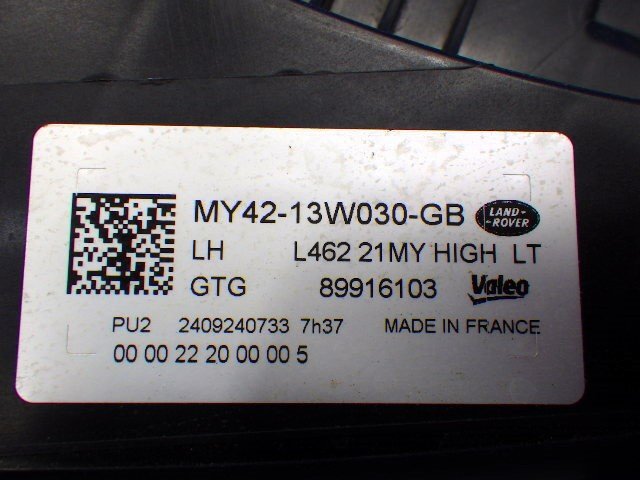 MY42-13W030-GB LAND-ROVER
LH L462 21MY HIGH LT
GTG 89916103 Valeo
PU2 2409240733 7h37 MADE IN FRANCE
00 00 22 20 00 00 5